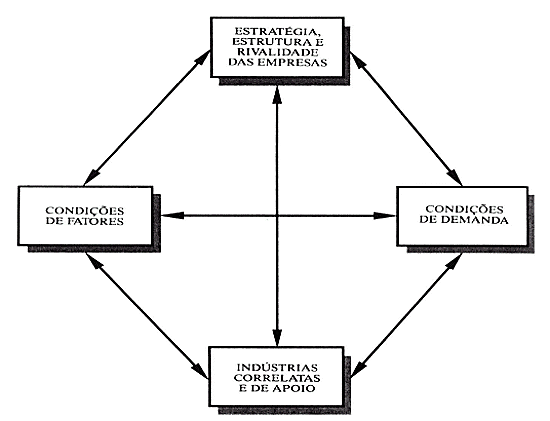 ESTRATÉGIA,
ESTRUTURA E
RIVALIDADE
DAS EMPRESAS
CONDIÇÕES
DE FATORES
CONDIÇÕES
DE DEMANDA
INDÚSTRIAS
CORRELATAS
E DE APOIO